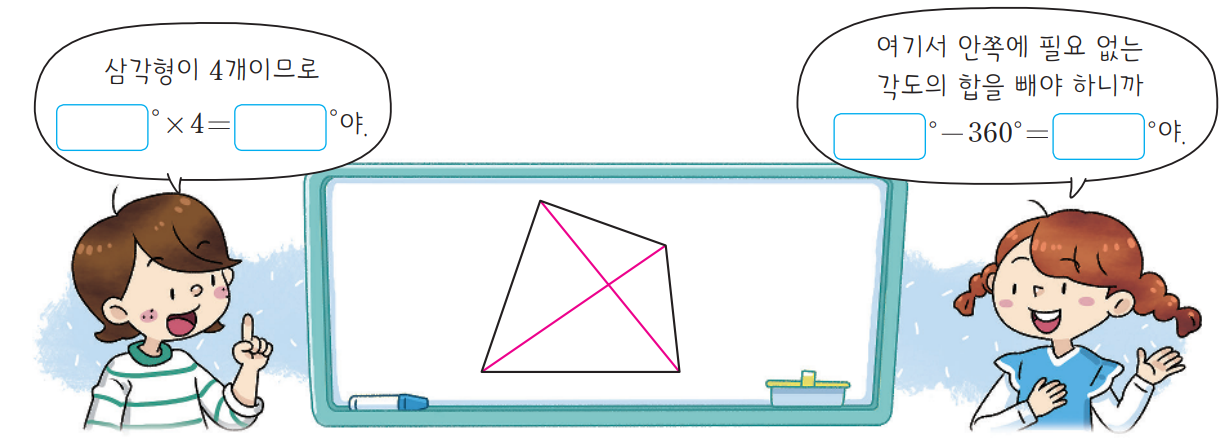 삼각형이 4개이므로
°×4=°야.
여기서 안쪽에 필요 없는
각도의 합을 빼야 하니까
°-360°=°야.